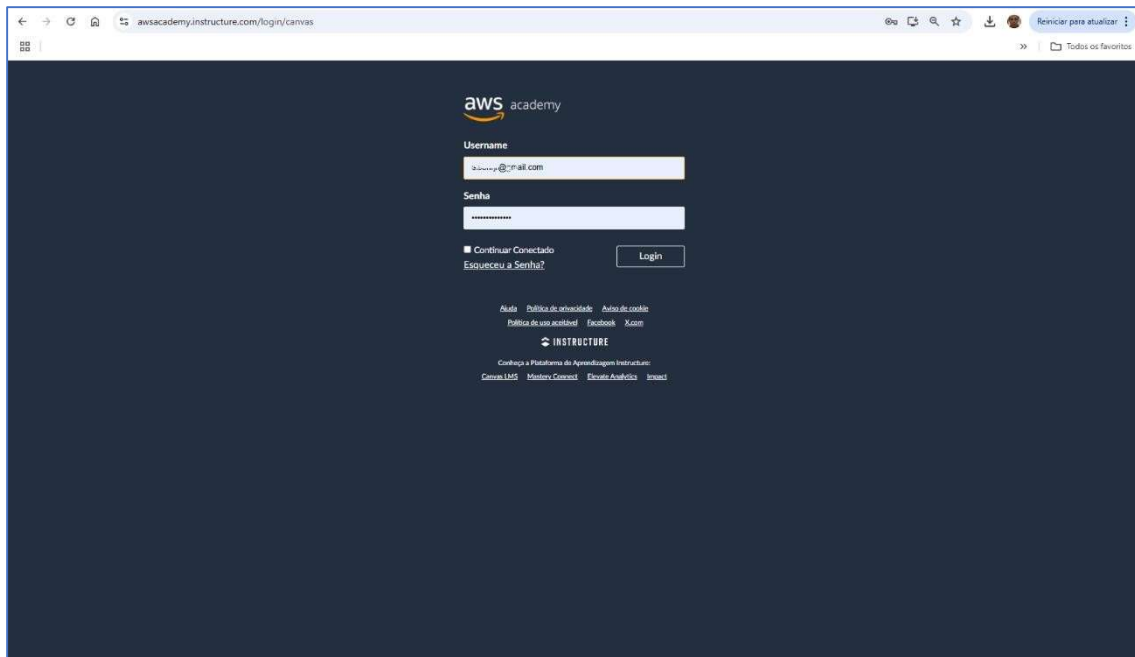 awsacademy.instructure.com/login/canvas
Reiniciar para atualizar
Todos os favoritos
aws academy
Username
Senha
Continuar Conectado
Login
Esqueceu a Senha?
Ajuda Política de privacidade Aviso de cookie
Política de uso aceitável Facebook X.com
INSTRUCTURE
Conheça a Plataforma de Aprendizagem Instructure:
Canvas LMS Mastery Connect Elevate Analytics Impact